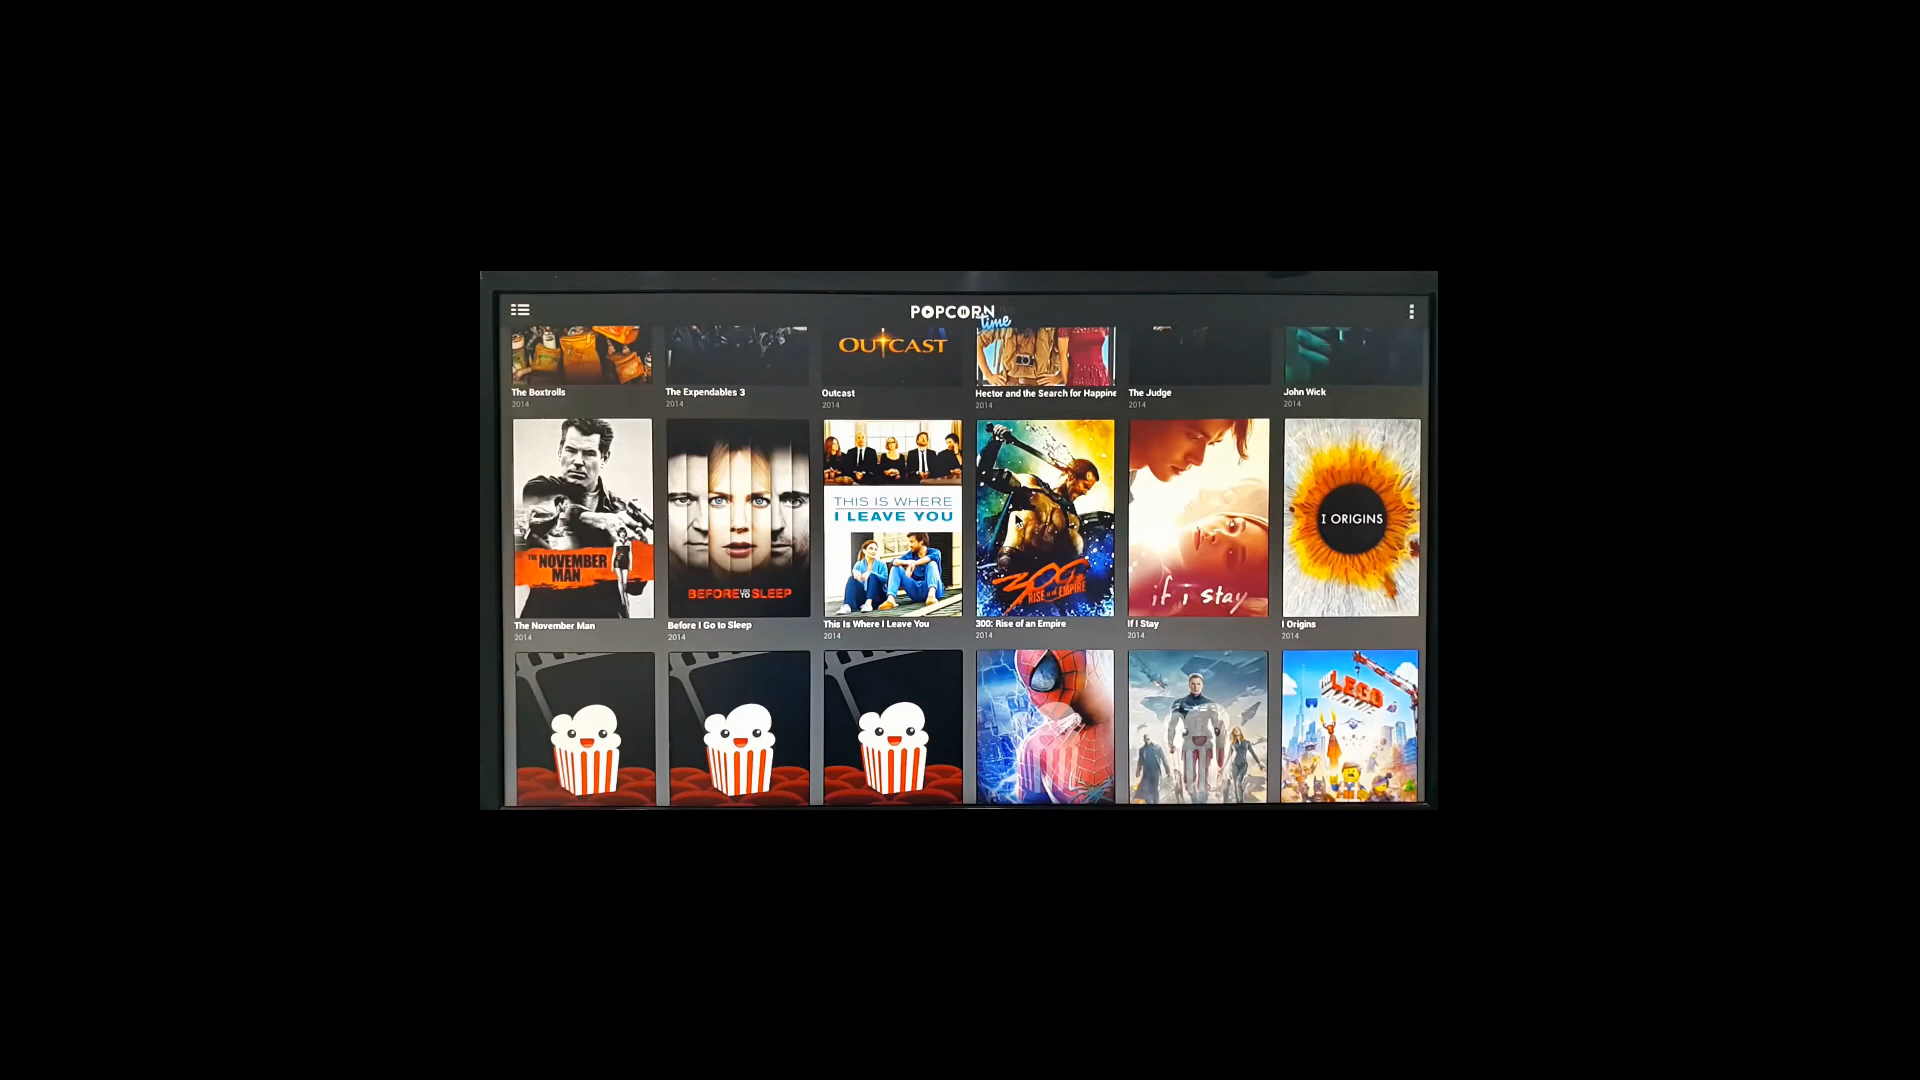 POPCORN
time
OUTCAST
The Boxtrolls
2014
The Expendables 3
2014
Outcast
2014
Hector and the Search for Happine
2014
The Judge
2014
John Wick
2014
THE NOVEMBER
MAN
The November Man
2014
BEFORE I GO TO SLEEP
Before I Go to Sleep
2014
THIS IS WHERE
I LEAVE YOU
This Is Where I Leave You
2014
300
RISE OF AN EMPIRE
300: Rise of an Empire
2014
if i stay
If I Stay
2014
I ORIGINS
I Origins
2014
THE LEGO
MOVIE